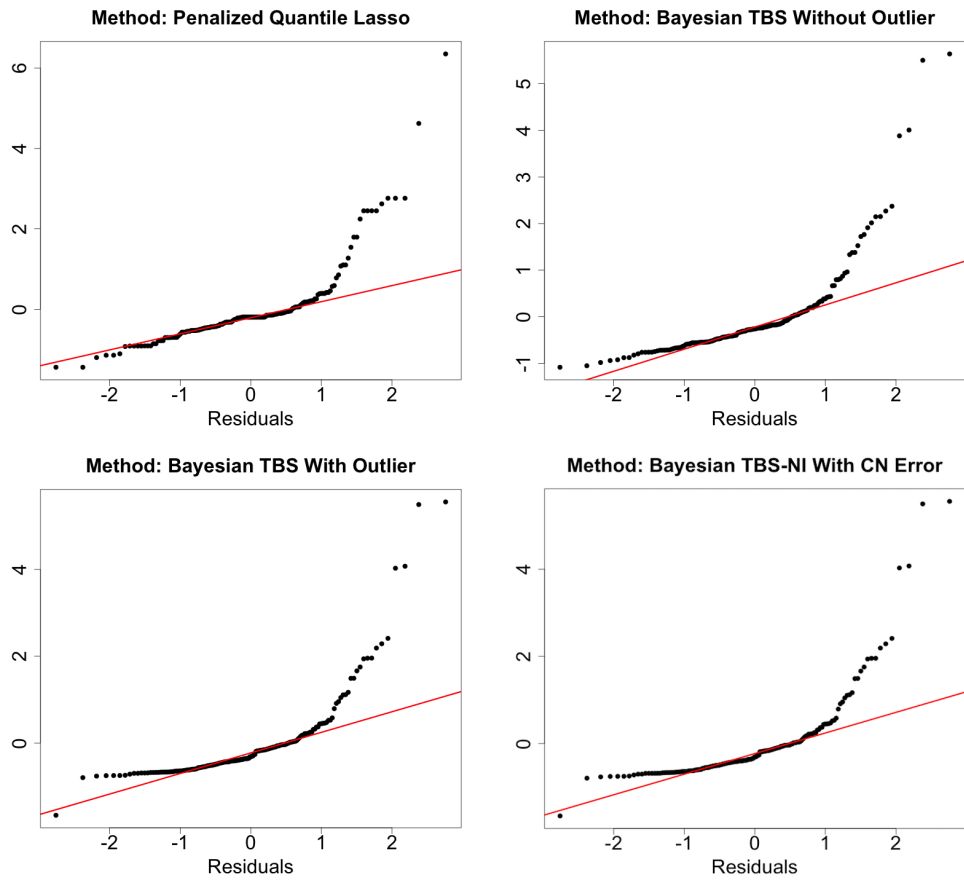 Method: Penalized Quantile Lasso
6
4
2
0
-2 -1 0 1 2
Residuals
Method: Bayesian TBS Without Outlier
5
4
3
2
1
0
-1
-2 -1 0 1 2
Residuals
Method: Bayesian TBS With Outlier
4
2
0
-2 -1 0 1 2
Residuals
Method: Bayesian TBS-NI With CN Error
4
2
0
-2 -1 0 1 2
Residuals